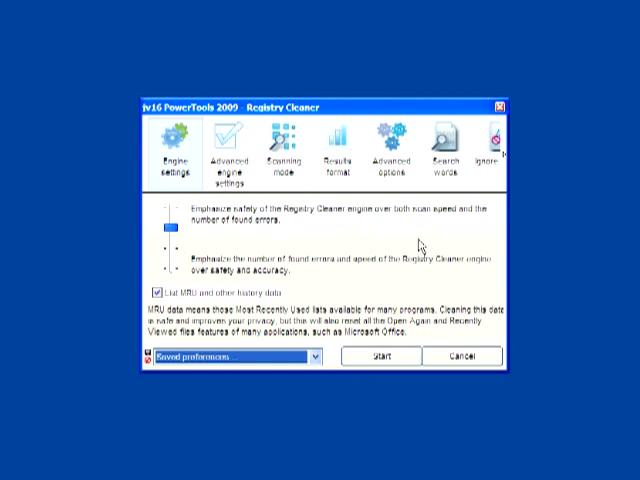 jv16 PowerTools 2009 - Registry Cleaner
Engine settings
Advanced engine settings
Scanning mode
Results format
Advanced options
Search words
Ignore
Emphasize safety of the Registry Cleaner engine over both scan speed and the
number of found errors.
Emphasize the number of found errors and speed of the Registry Cleaner engine
over safety and accuracy.
List MRU and other history data
MRU data means those Most Recently Used lists available for many programs. Cleaning this data
is safe and improves your privacy, but this will also reset all the Open Again and Recently
Viewed files features of many applications, such as Microsoft Office.
Saved preferences...
Start
Cancel